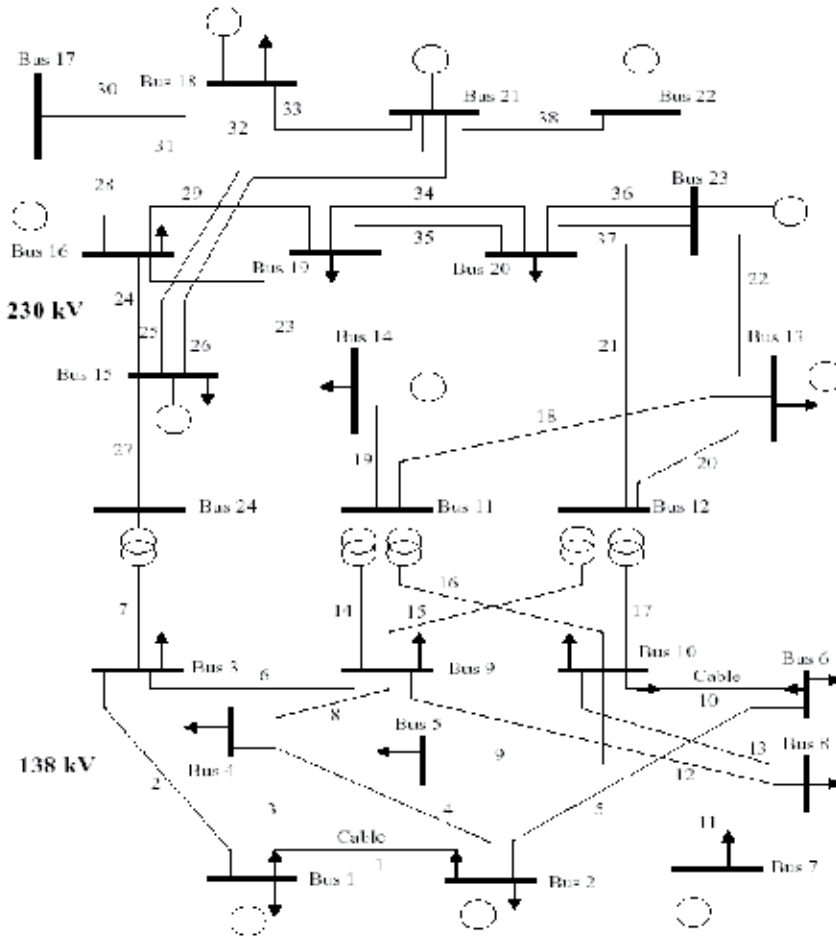 Bus 17
Bus 18
Bus 21
Bus 22
30
33
32
38
31
28
29
34
36
Bus 23
35
37
Bus 16
Bus 19
Bus 20
24
22
230 kV
25
26
23
Bus 14
21
Bus 13
Bus 15
18
27
19
20
Bus 24
Bus 11
Bus 12
16
7
14
15
17
Bus 3
Bus 9
Bus 10
Bus 6
6
Cable
10
8
Bus 5
138 kV
Bus 4
9
13
Bus 8
2
12
3
4
5
Cable
1
11
Bus 1
Bus 2
Bus 7